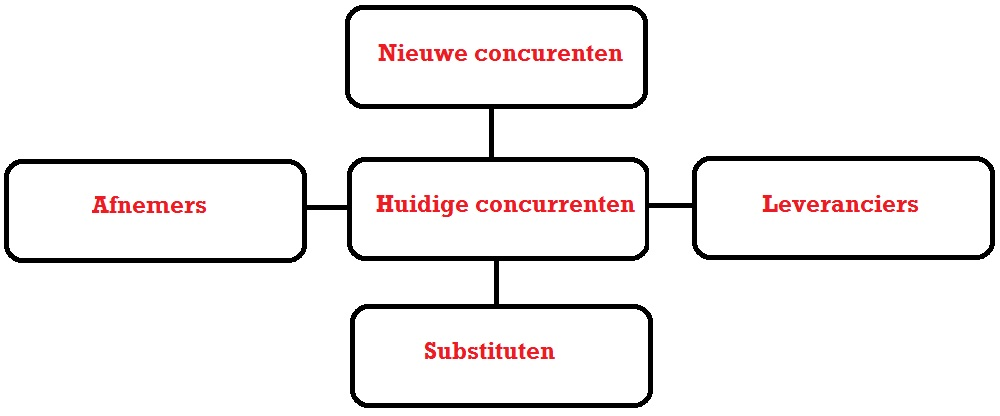 Nieuwe concurenten
Afnemers
Huidige concurrenten
Leveranciers
Substituten